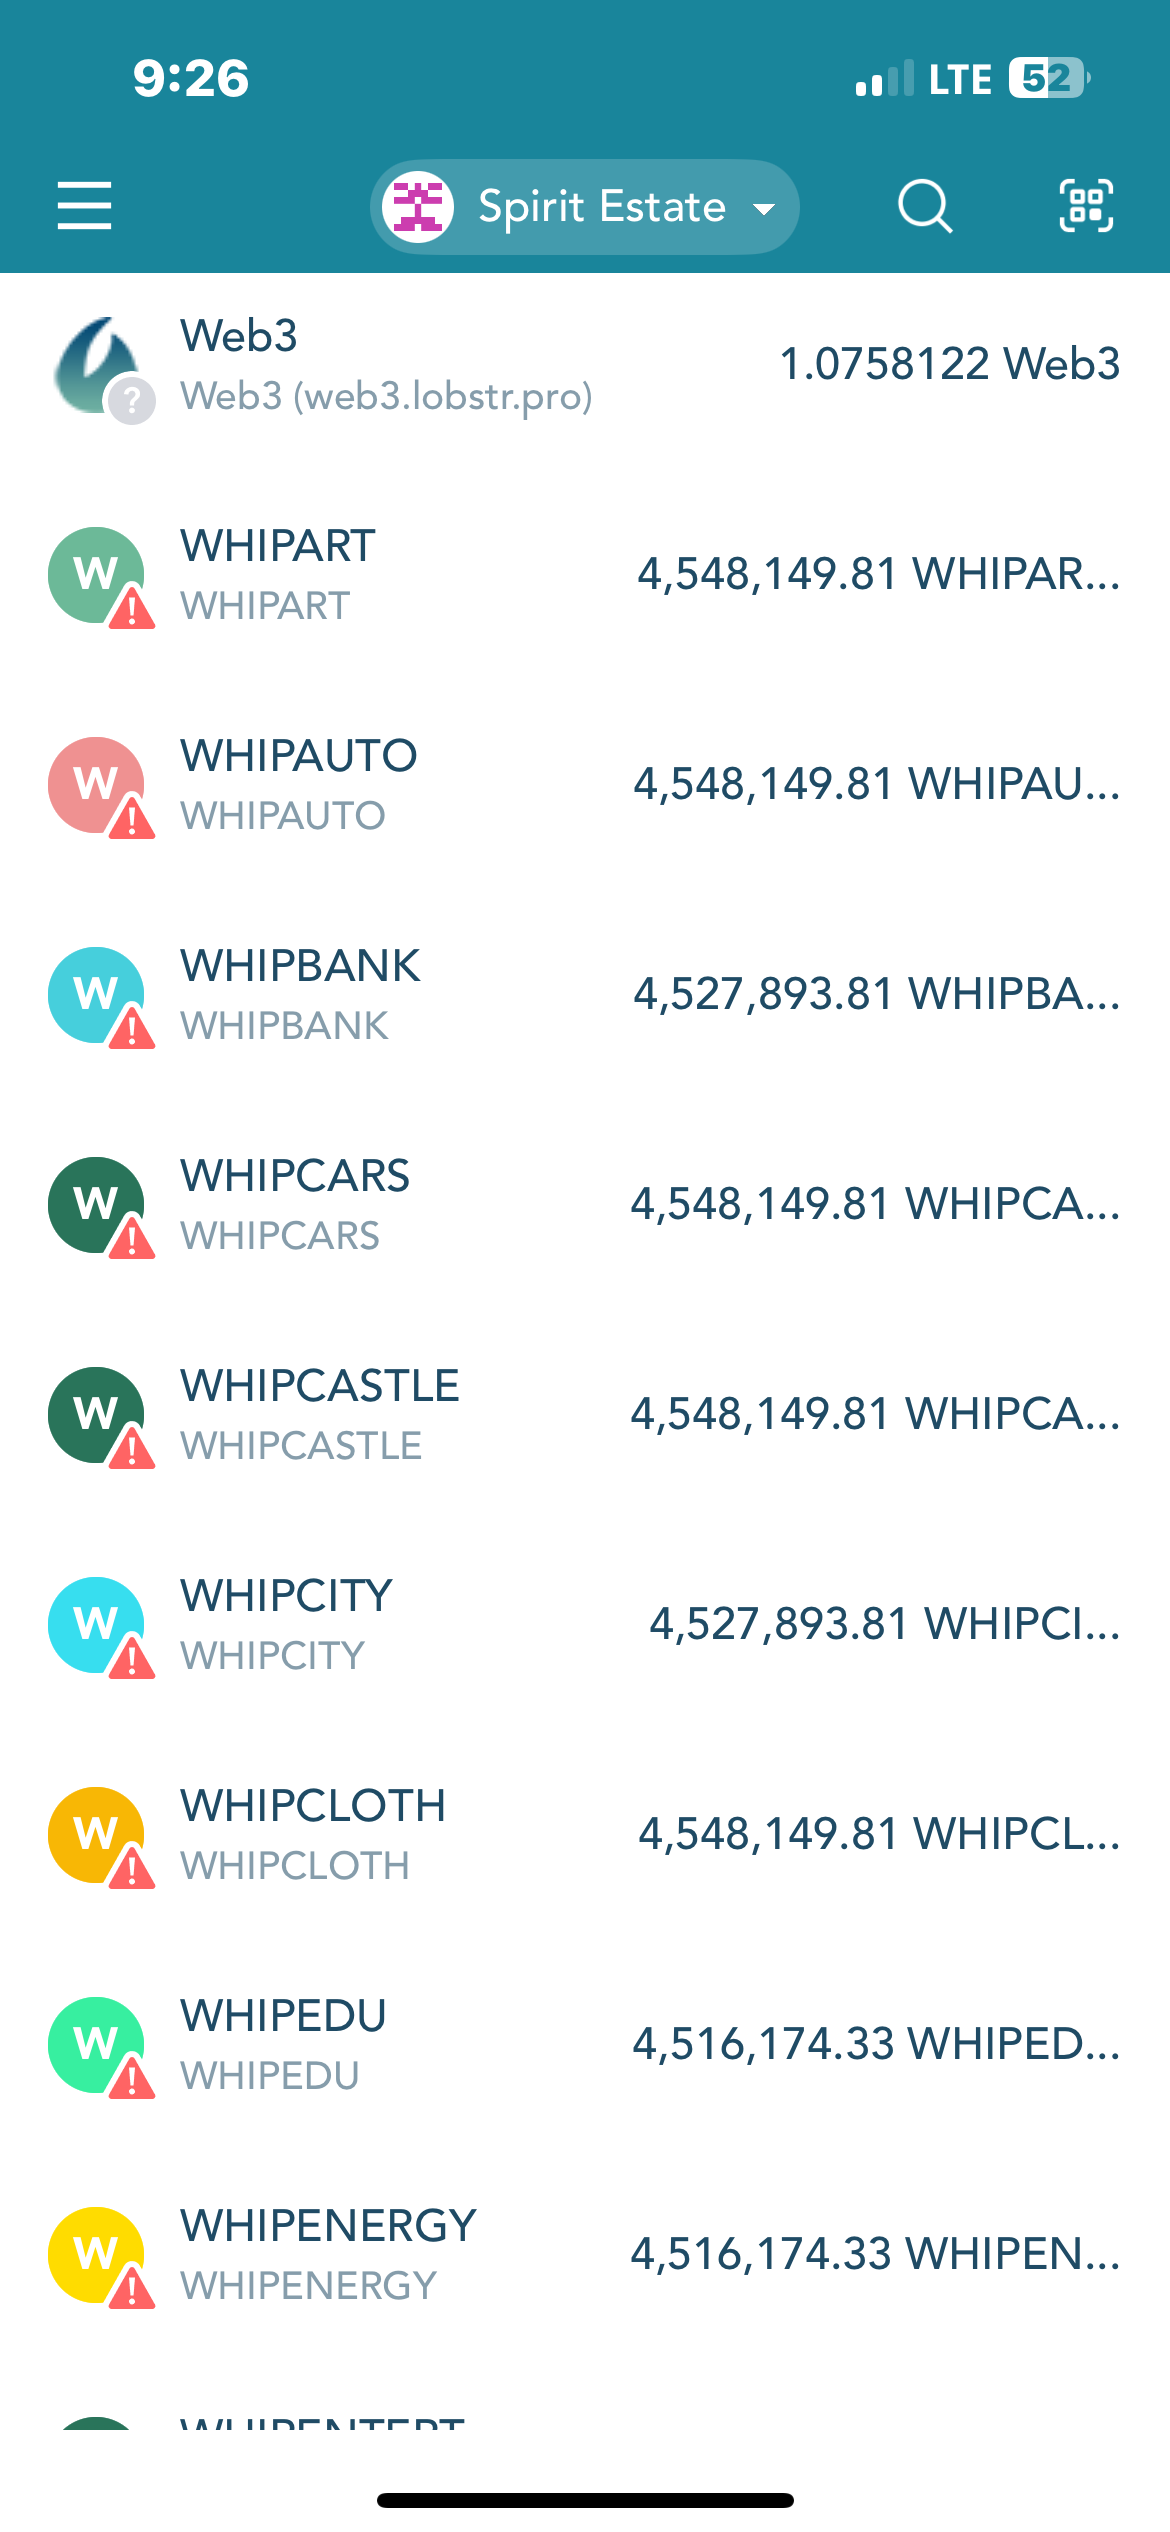 9:26 LTE 52
Spirit Estate
Web3
Web3 (web3.lobstr.pro)
1.0758122 Web3
W WHIPART
WHIPART
4,548,149.81 WHIPAR...
W WHIPAUTO
WHIPAUTO
4,548,149.81 WHIPAU...
W WHIPBANK
WHIPBANK
4,527,893.81 WHIPBA...
W WHIPCARS
WHIPCARS
4,548,149.81 WHIPCA...
W WHIPCASTLE
WHIPCASTLE
4,548,149.81 WHIPCA...
W WHIPCITY
WHIPCITY
4,527,893.81 WHIPCI...
W WHIPCLOTH
WHIPCLOTH
4,548,149.81 WHIPCL...
W WHIPEDU
WHIPEDU
4,516,174.33 WHIPED...
W WHIPENERGY
WHIPENERGY
4,516,174.33 WHIPEN...